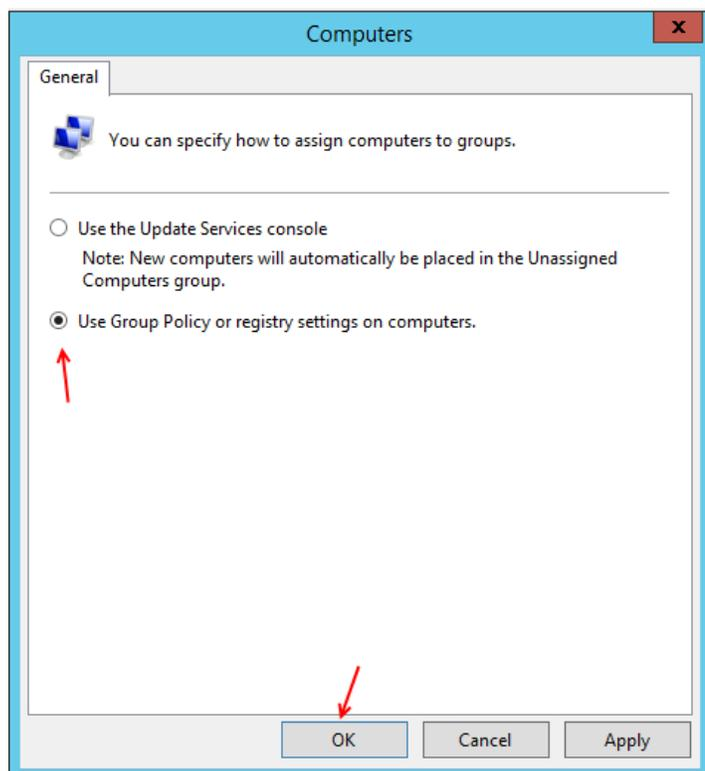 Computers
x
General
You can specify how to assign computers to groups.
Use the Update Services console
Note: New computers will automatically be placed in the Unassigned
Computers group.
Use Group Policy or registry settings on computers.
OK
Cancel
Apply